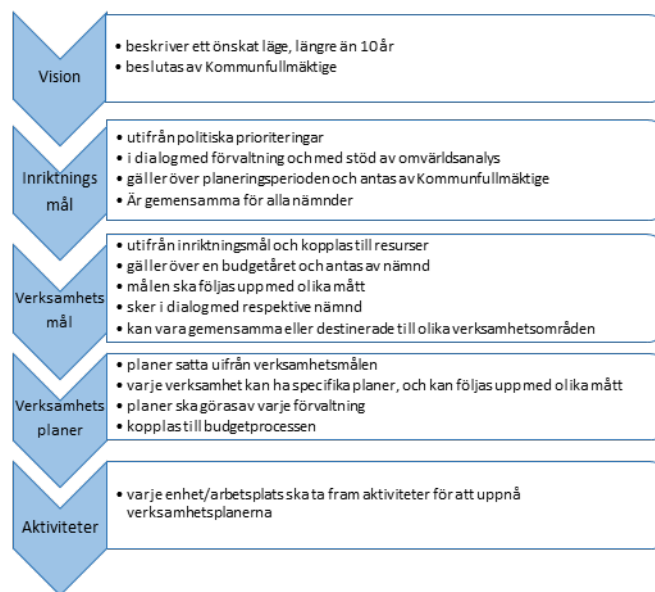 Vision
• beskriver ett önskat läge, längre än 10 år
• beslutas av Kommunfullmäktige
Inriktnings
mål
• utifrån politiska prioriteringar
• i dialog med förvaltning och med stöd av omvärldsanalys
• gäller över planeringsperioden och antas av Kommunfullmäktige
• Är gemensamma för alla nämnder
Verksamhets
mål
• utifrån inriktningsmål och kopplas till resurser
• gäller över en budgetåret och antas av nämnd
• målen ska följas upp med olika mått
• sker i dialog med respektive nämnd
• kan vara gemensamma eller destinerade till olika verksamhetsområden
Verksamhets
planer
• planer satta uifrån verksamhetsmålen
• varje verksamhet kan ha specifika planer, och kan följas upp med olika mått
• planer ska göras av varje förvaltning
• kopplas till budgetprocessen
Aktiviteter
• varje enhet/arbetsplats ska ta fram aktiviteter för att uppnå
verksamhetsplanerna